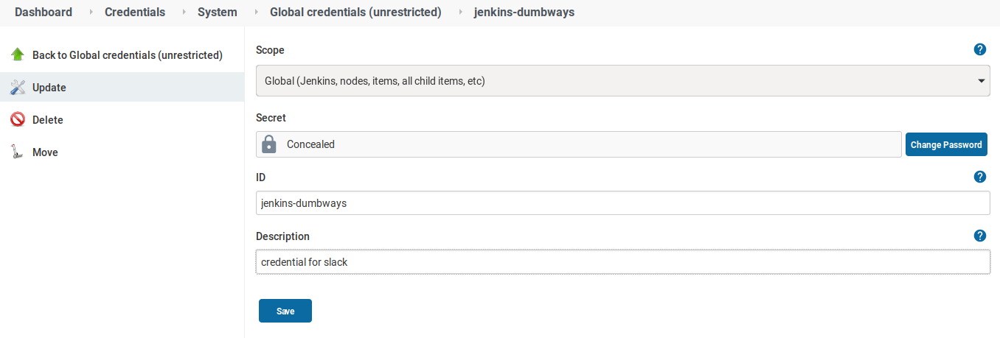 Dashboard Credentials System Global credentials (unrestricted) jenkins-dumbways
Back to Global credentials (unrestricted)
Update
Delete
Move
Scope
?
Global (Jenkins, nodes, items, all child items, etc)
Secret
Concealed
Change Password
ID
?
jenkins-dumbways
Description
?
credential for slack
Save